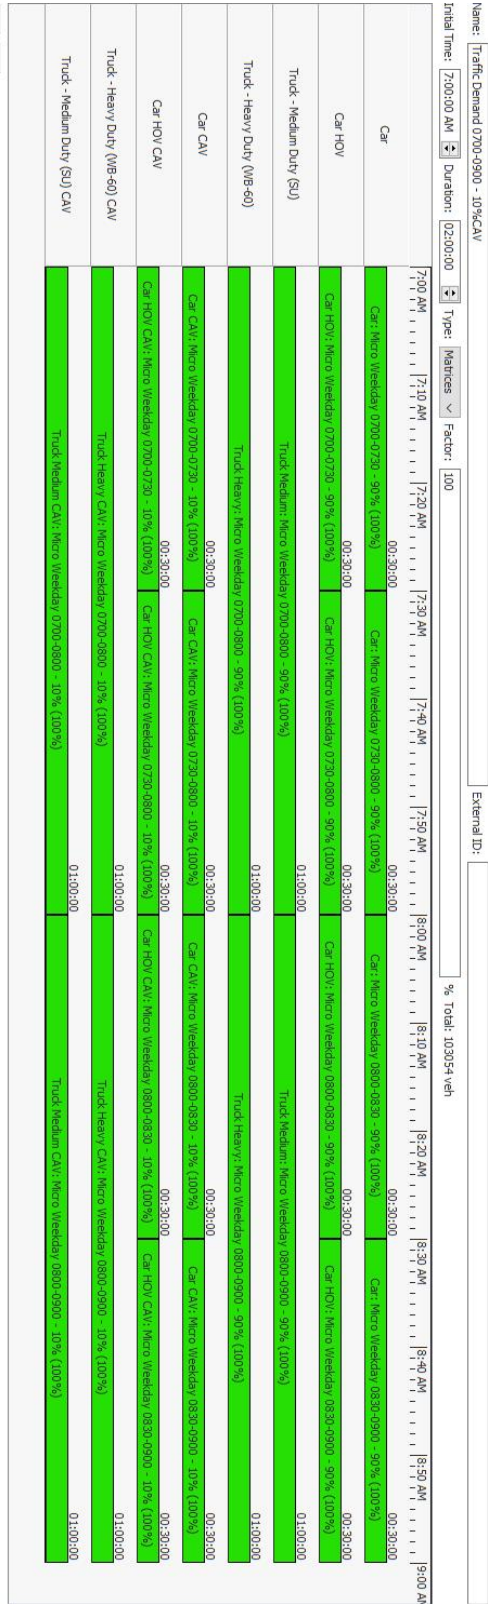 Name: Traffic Demand 0700-0900 - 10%CAV External ID:
Initial Time: 7:00:00 AM Duration: 02:00:00 Type: Matrices Factor: 100 % Total: 103054 veh
7:00 AM 7:10 AM 7:20 AM 7:30 AM 7:40 AM 7:50 AM 8:00 AM 8:10 AM 8:20 AM 8:30 AM 8:40 AM 8:50 AM 9:00 AM
00:30:00 00:30:00 00:30:00 00:30:00
Car Car: Micro Weekday 0700-0730 - 90% (100%) Car: Micro Weekday 0730-0800 - 90% (100%) Car: Micro Weekday 0800-0830 - 90% (100%) Car: Micro Weekday 0830-0900 - 90% (100%)
00:30:00 00:30:00 00:30:00 00:30:00
Car HOV Car HOV: Micro Weekday 0700-0730 - 90% (100%) Car HOV: Micro Weekday 0730-0800 - 90% (100%) Car HOV: Micro Weekday 0800-0830 - 90% (100%) Car HOV: Micro Weekday 0830-0900 - 90% (100%)
01:00:00 01:00:00
Truck - Medium Duty (SU) Truck Medium: Micro Weekday 0700-0800 - 90% (100%) Truck Medium: Micro Weekday 0800-0900 - 90% (100%)
01:00:00 01:00:00
Truck - Heavy Duty (WB-60) Truck Heavy: Micro Weekday 0700-0800 - 90% (100%) Truck Heavy: Micro Weekday 0800-0900 - 90% (100%)
00:30:00 00:30:00 00:30:00 00:30:00
Car CAV Car CAV: Micro Weekday 0700-0730 - 10% (100%) Car CAV: Micro Weekday 0730-0800 - 10% (100%) Car CAV: Micro Weekday 0800-0830 - 10% (100%) Car CAV: Micro Weekday 0830-0900 - 10% (100%)
00:30:00 00:30:00 00:30:00 00:30:00
Car HOV CAV Car HOV CAV: Micro Weekday 0700-0730 - 10% (100%) Car HOV CAV: Micro Weekday 0730-0800 - 10% (100%) Car HOV CAV: Micro Weekday 0800-0830 - 10% (100%) Car HOV CAV: Micro Weekday 0830-0900 - 10% (100%)
01:00:00 01:00:00
Truck - Heavy Duty (WB-60) CAV Truck Heavy CAV: Micro Weekday 0700-0800 - 10% (100%) Truck Heavy CAV: Micro Weekday 0800-0900 - 10% (100%)
01:00:00 01:00:00
Truck - Medium Duty (SU) CAV Truck Medium CAV: Micro Weekday 0700-0800 - 10% (100%) Truck Medium CAV: Micro Weekday 0800-0900 - 10% (100%)